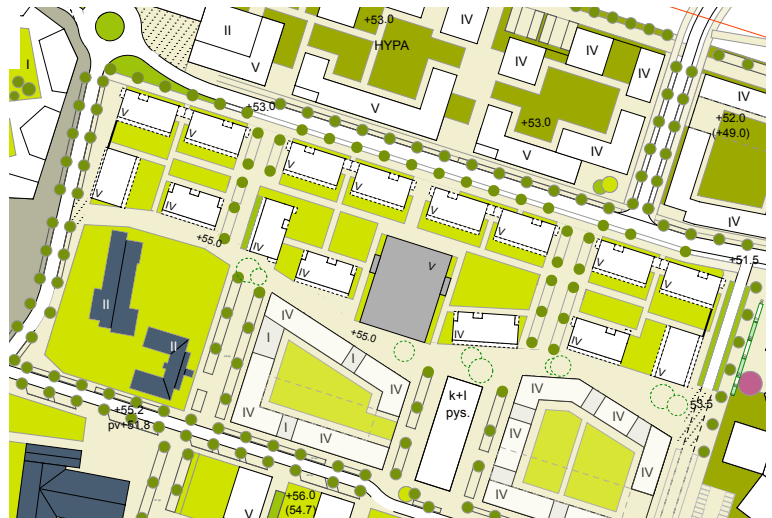 +53.0
IV
II
HYPA
IV
IV
I
V
IV
IV
+53.0
V
+53.0
+52.0
(+49.0)
V
V
IV
V
IV
V
V
V
IV
V
V
V
IV
+55.0
IV
V
V
V
+51.5
IV
II
IV
+55.0
IV
IV
II
I
I
IV
IV
IV
k+I
pys.
IV
53.5
+55.2
pv+51.8
IV
I
IV
IV
IV
IV
IV
IV
+56.0
(54.7)
V
V